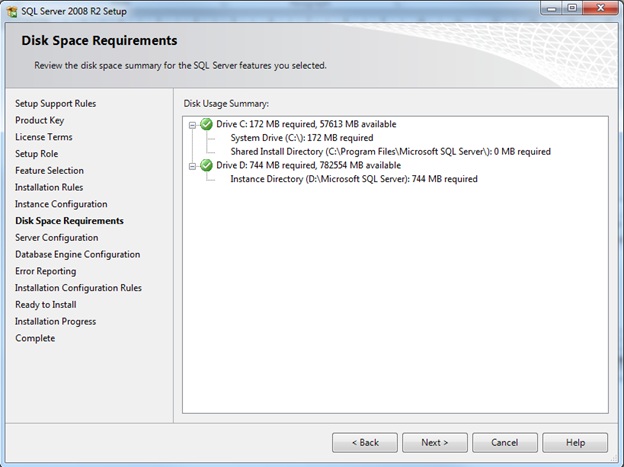 SQL Server 2008 R2 Setup
Disk Space Requirements
Review the disk space summary for the SQL Server features you selected.
Setup Support Rules
Product Key
License Terms
Setup Role
Feature Selection
Installation Rules
Instance Configuration
Disk Space Requirements
Server Configuration
Database Engine Configuration
Error Reporting
Installation Configuration Rules
Ready to Install
Installation Progress
Complete
Disk Usage Summary:
Drive C: 172 MB required, 57613 MB available
System Drive (C:\): 172 MB required
Shared Install Directory (C:\Program Files\Microsoft SQL Server\): 0 MB required
Drive D: 744 MB required, 782554 MB available
Instance Directory (D:\Microsoft SQL Server): 744 MB required
< Back
Next >
Cancel
Help